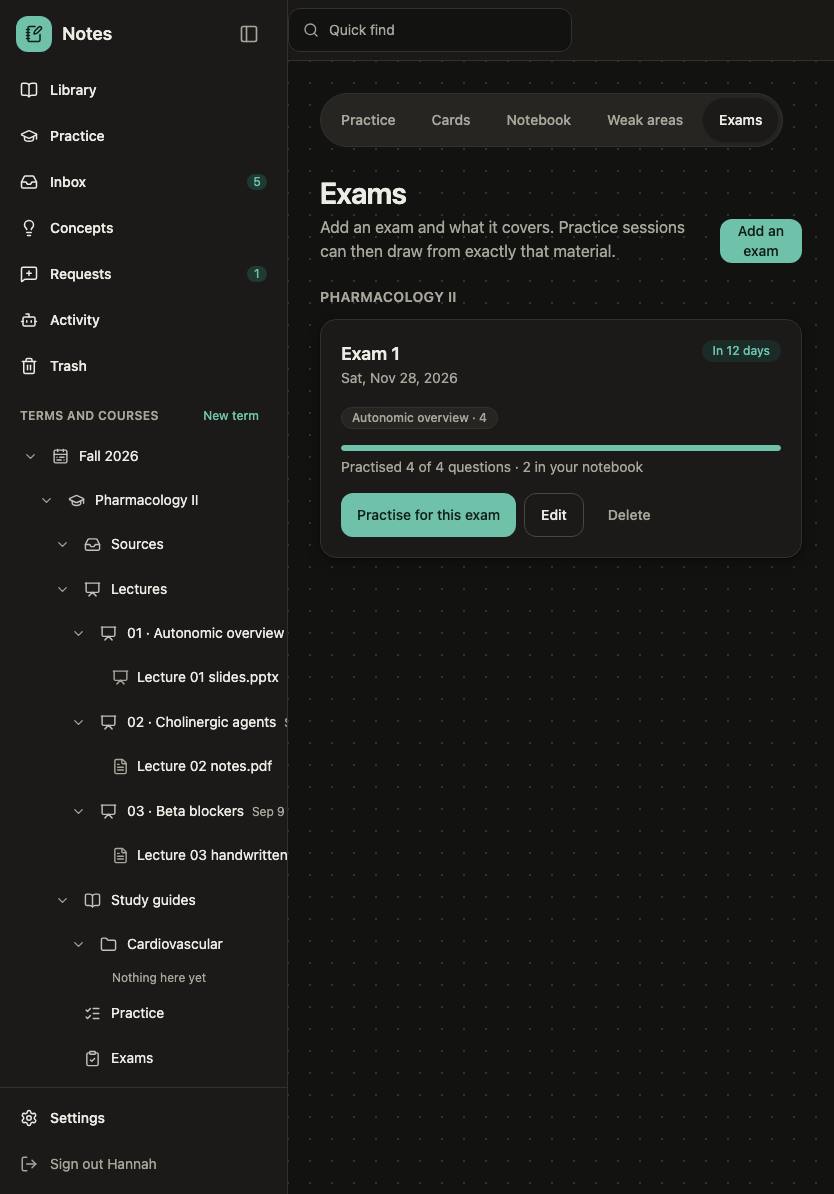 Notes
Quick find
Library
Practice
Inbox 5
Concepts
Requests 1
Activity
Trash
TERMS AND COURSES New term
Fall 2026
Pharmacology II
Sources
Lectures
01 · Autonomic overview
Lecture 01 slides.pptx
02 · Cholinergic agents
Lecture 02 notes.pdf
03 · Beta blockers Sep 9
Lecture 03 handwritten
Study guides
Cardiovascular
Nothing here yet
Practice
Exams
Settings
Sign out Hannah
Practice Cards Notebook Weak areas Exams
Exams
Add an exam and what it covers. Practice sessions
can then draw from exactly that material.
Add an
exam
PHARMACOLOGY II
Exam 1 In 12 days
Sat, Nov 28, 2026
Autonomic overview · 4
Practised 4 of 4 questions · 2 in your notebook
Practise for this exam Edit Delete